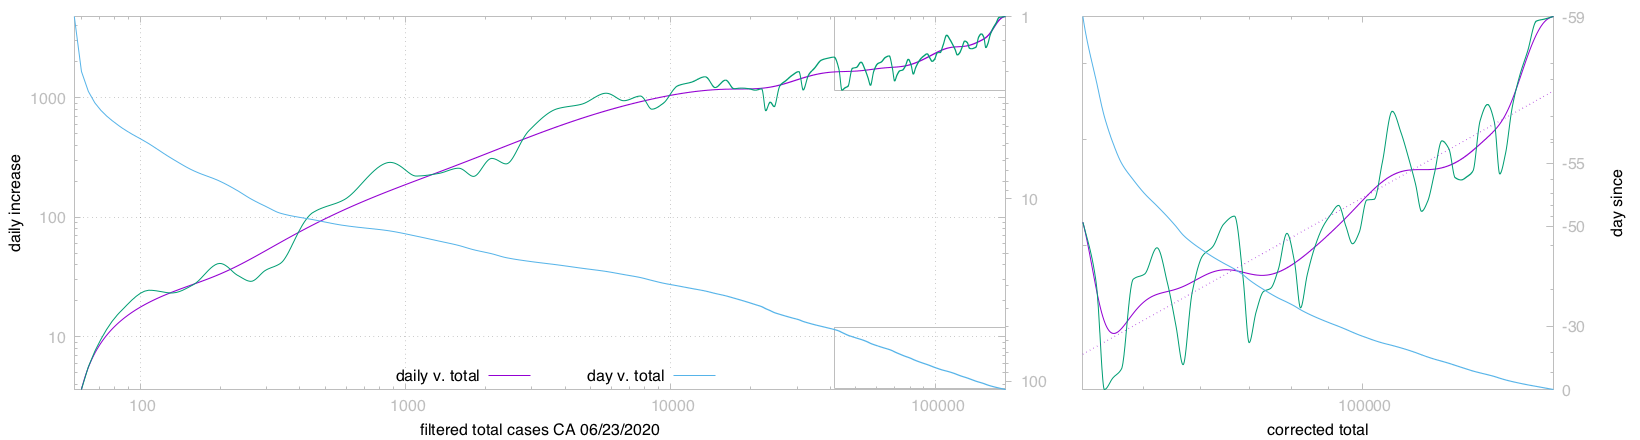 1000
100
10
daily increase
100
1000
10000
100000
filtered total cases CA 06/23/2020
daily v. total
day v. total
1
10
100
-59
-55
-50
-30
0
day since
100000
corrected total